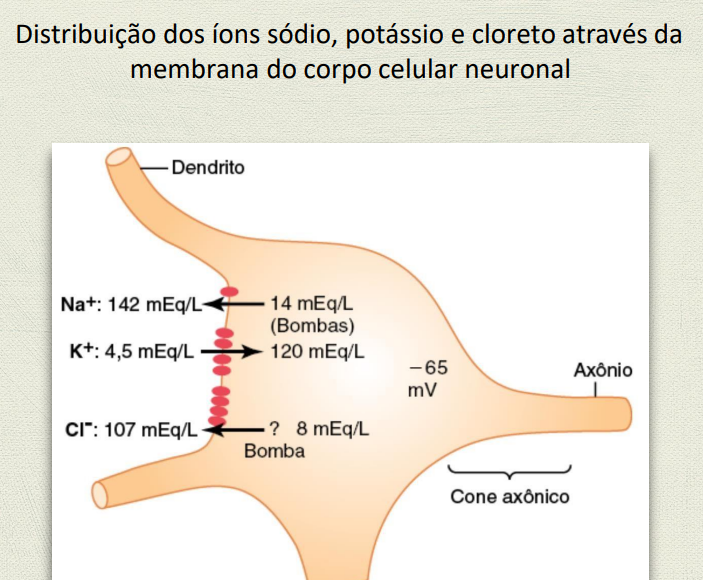 Distribuição dos íons sódio, potássio e cloreto através da
membrana do corpo celular neuronal
Dendrito
Na+: 142 mEq/L 14 mEq/L
(Bombas)
K+: 4,5 mEq/L 120 mEq/L
−65
mV
Axônio
Cl−: 107 mEq/L ? 8 mEq/L
Bomba
Cone axônico